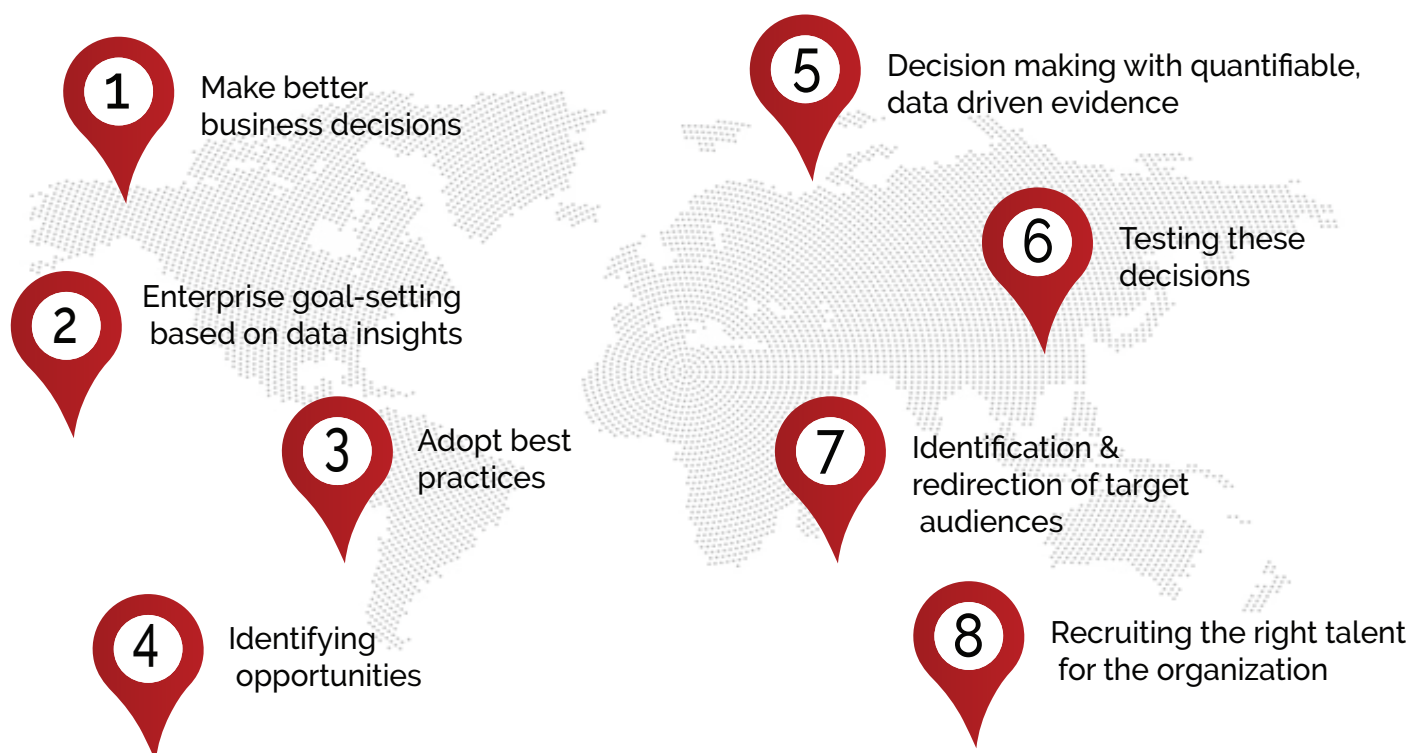 1
Make better
business decisions
2
Enterprise goal-setting
based on data insights
3
Adopt best
practices
4
Identifying
opportunities
5
Decision making with quantifiable,
data driven evidence
6
Testing these
decisions
7
Identification &
redirection of target
audiences
8
Recruiting the right talent
for the organization